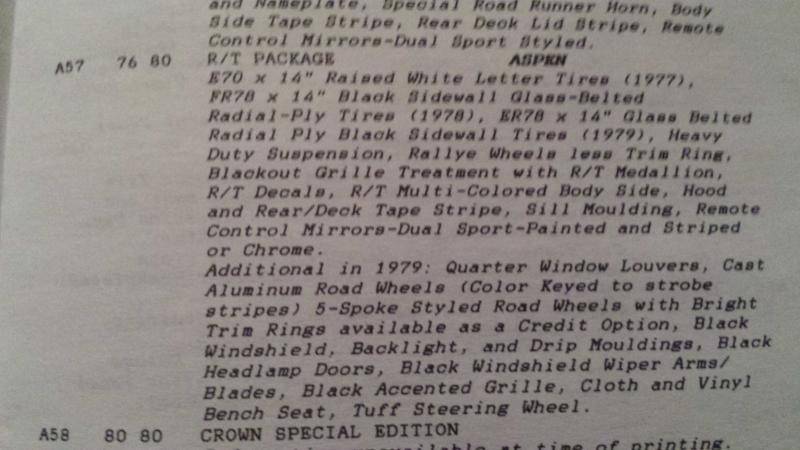 and Nameplate, Special Road Runner Horn, Body
Side Tape Stripe, Rear Deck Lid Stripe, Remote
Control Mirrors-Dual Sport Styled.
A57 76 80 R/T PACKAGE ASPEN
E70 x 14" Raised White Letter Tires (1977),
FR78 x 14" Black Sidewall Glass-Belted
Radial-Ply Tires (1978), ER78 x 14" Glass Belted
Radial Ply Black Sidewall Tires (1979), Heavy
Duty Suspension, Rallye Wheels less Trim Ring,
Blackout Grille Treatment with R/T Medallion,
R/T Decals, R/T Multi-Colored Body Side, Hood
and Rear/Deck Tape Stripe, Sill Moulding, Remote
Control Mirrors-Dual Sport-Painted and Striped
or Chrome.
Additional in 1979: Quarter Window Louvers, Cast
Aluminum Road Wheels (Color Keyed to strobe
stripes) 5-Spoke Styled Road Wheels with Bright
Trim Rings available as a Credit Option, Black
Windshield, Backlight, and Drip Mouldings, Black
Headlamp Doors, Black Windshield Wiper Arms/
Blades, Black Accented Grille, Cloth and Vinyl
Bench Seat, Tuff Steering Wheel.
A58 80 80 CROWN SPECIAL EDITION
at time of printing.